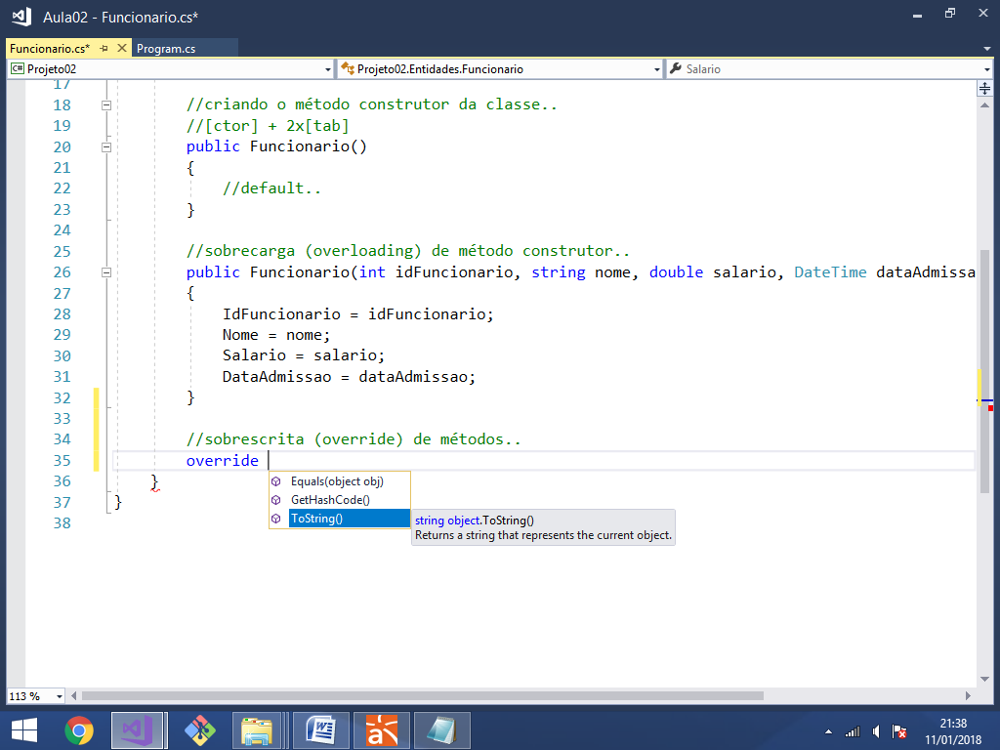 Aula02 - Funcionario.cs*
Funcionario.cs*
Program.cs
C# Projeto02
Projeto02.Entidades.Funcionario
Salario
17
18 //criando o método construtor da classe..
19 //[ctor] + 2x[tab]
20 public Funcionario()
21 {
22 //default..
23 }
24
25 //sobrecarga (overloading) de método construtor..
26 public Funcionario(int idFuncionario, string nome, double salario, DateTime dataAdmissa
27 {
28 IdFuncionario = idFuncionario;
29 Nome = nome;
30 Salario = salario;
31 DataAdmissao = dataAdmissao;
32 }
33
34 //sobrescrita (override) de métodos..
35 override
36 }
37 }
38
Equals(object obj)
GetHashCode()
ToString()
string object.ToString()
Returns a string that represents the current object.
113 %
21:38
11/01/2018